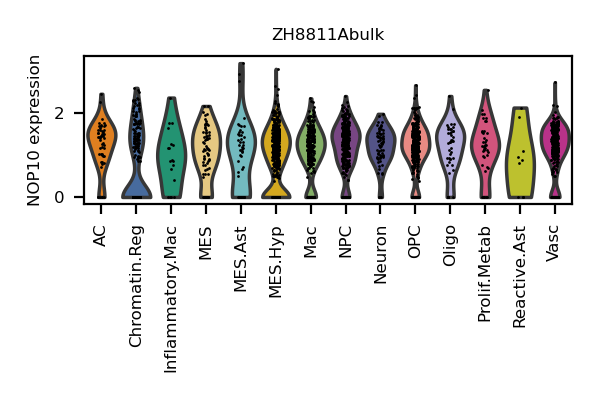 ZH8811Abulk
NOP10 expression
2
0
AC
Chromatin.Reg
Inflammatory.Mac
MES
MES.Ast
MES.Hyp
Mac
NPC
Neuron
OPC
Oligo
Prolif.Metab
Reactive.Ast
Vasc